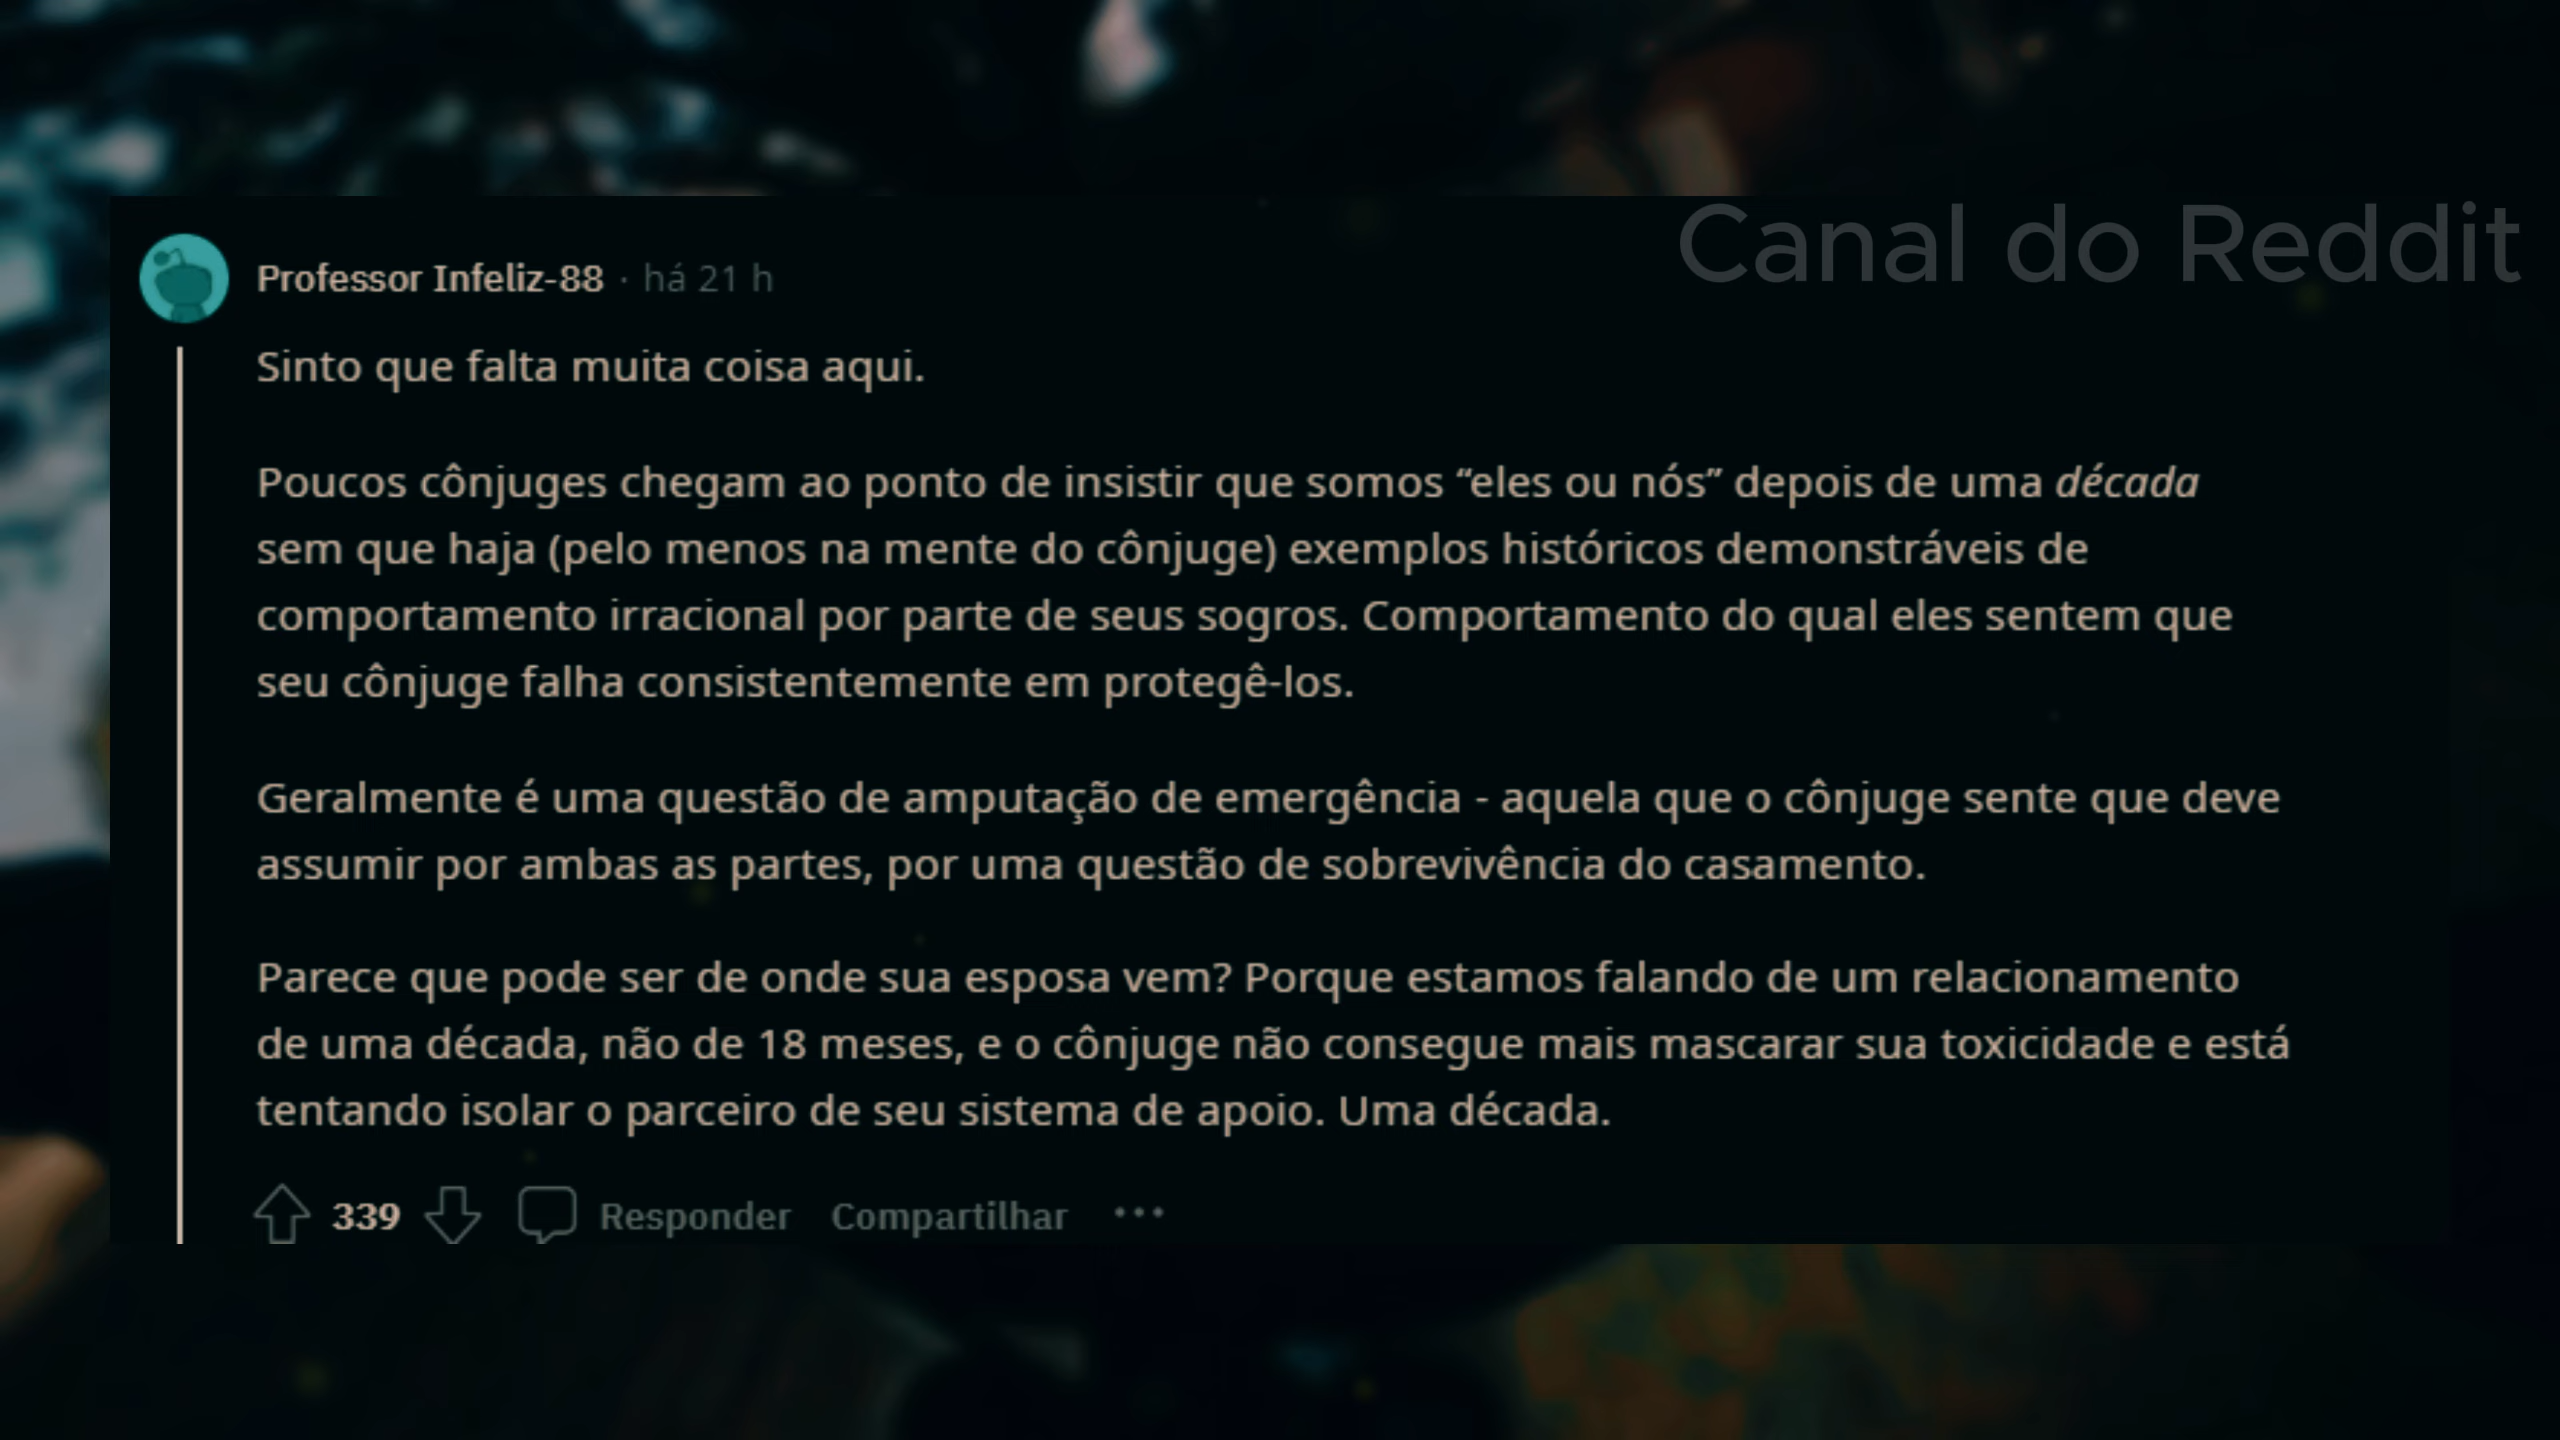 Canal do Reddit
Professor Infeliz-88 · há 21 h
Sinto que falta muita coisa aqui.
Poucos cônjuges chegam ao ponto de insistir que somos “eles ou nós” depois de uma década
sem que haja (pelo menos na mente do cônjuge) exemplos históricos demonstráveis de
comportamento irracional por parte de seus sogros. Comportamento do qual eles sentem que
seu cônjuge falha consistentemente em protegê-los.
Geralmente é uma questão de amputação de emergência - aquela que o cônjuge sente que deve
assumir por ambas as partes, por uma questão de sobrevivência do casamento.
Parece que pode ser de onde sua esposa vem? Porque estamos falando de um relacionamento
de uma década, não de 18 meses, e o cônjuge não consegue mais mascarar sua toxicidade e está
tentando isolar o parceiro de seu sistema de apoio. Uma década.
339 Responder Compartilhar ...